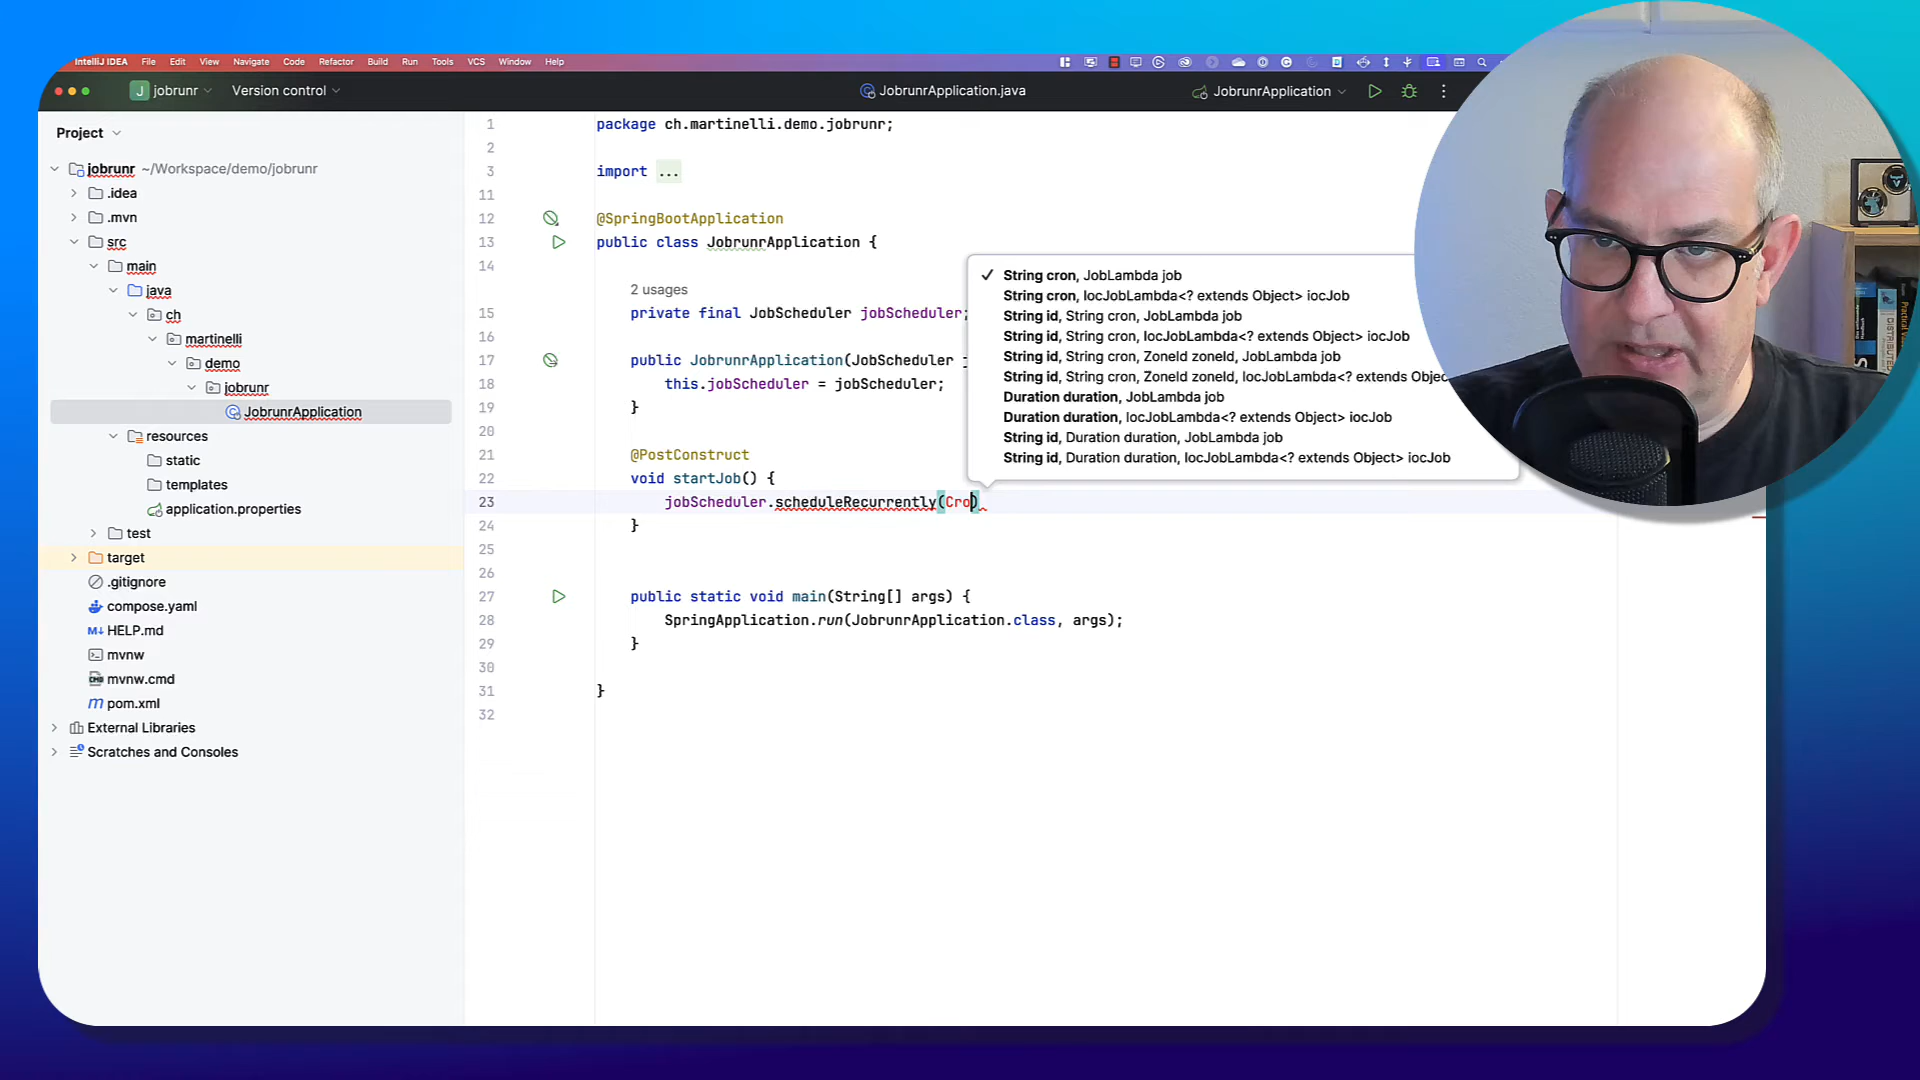 IntelliJ IDEA File Edit View Navigate Code Refactor Build Run Tools VCS Window Help
J jobrunr Version control JobrunrApplication.java JobrunrApplication
Project
jobrunr ~/Workspace/demo/jobrunr
.idea
.mvn
src
main
java
ch
martinelli
demo
jobrunr
JobrunrApplication
resources
static
templates
application.properties
test
target
.gitignore
compose.yaml
HELP.md
mvnw
mvnw.cmd
pom.xml
External Libraries
Scratches and Consoles
1 package ch.martinelli.demo.jobrunr;
2
3 import ...
11
12 @SpringBootApplication
13 public class JobrunrApplication {
14
2 usages
15 private final JobScheduler jobScheduler;
17 public JobrunrApplication(JobScheduler j
18 this.jobScheduler = jobScheduler;
19 }
20
21 @PostConstruct
22 void startJob() {
23 jobScheduler.scheduleRecurrently(Cro)
24 }
25
26
27 public static void main(String[] args) {
28 SpringApplication.run(JobrunrApplication.class, args);
29 }
30
31 }
32
String cron, JobLambda job
String cron, IocJobLambda<? extends Object> iocJob
String id, String cron, JobLambda job
String id, String cron, IocJobLambda<? extends Object> iocJob
String id, String cron, ZoneId zoneId, JobLambda job
String id, String cron, ZoneId zoneId, IocJobLambda<? extends Objec
Duration duration, JobLambda job
Duration duration, IocJobLambda<? extends Object> iocJob
String id, Duration duration, JobLambda job
String id, Duration duration, IocJobLambda<? extends Object> iocJob